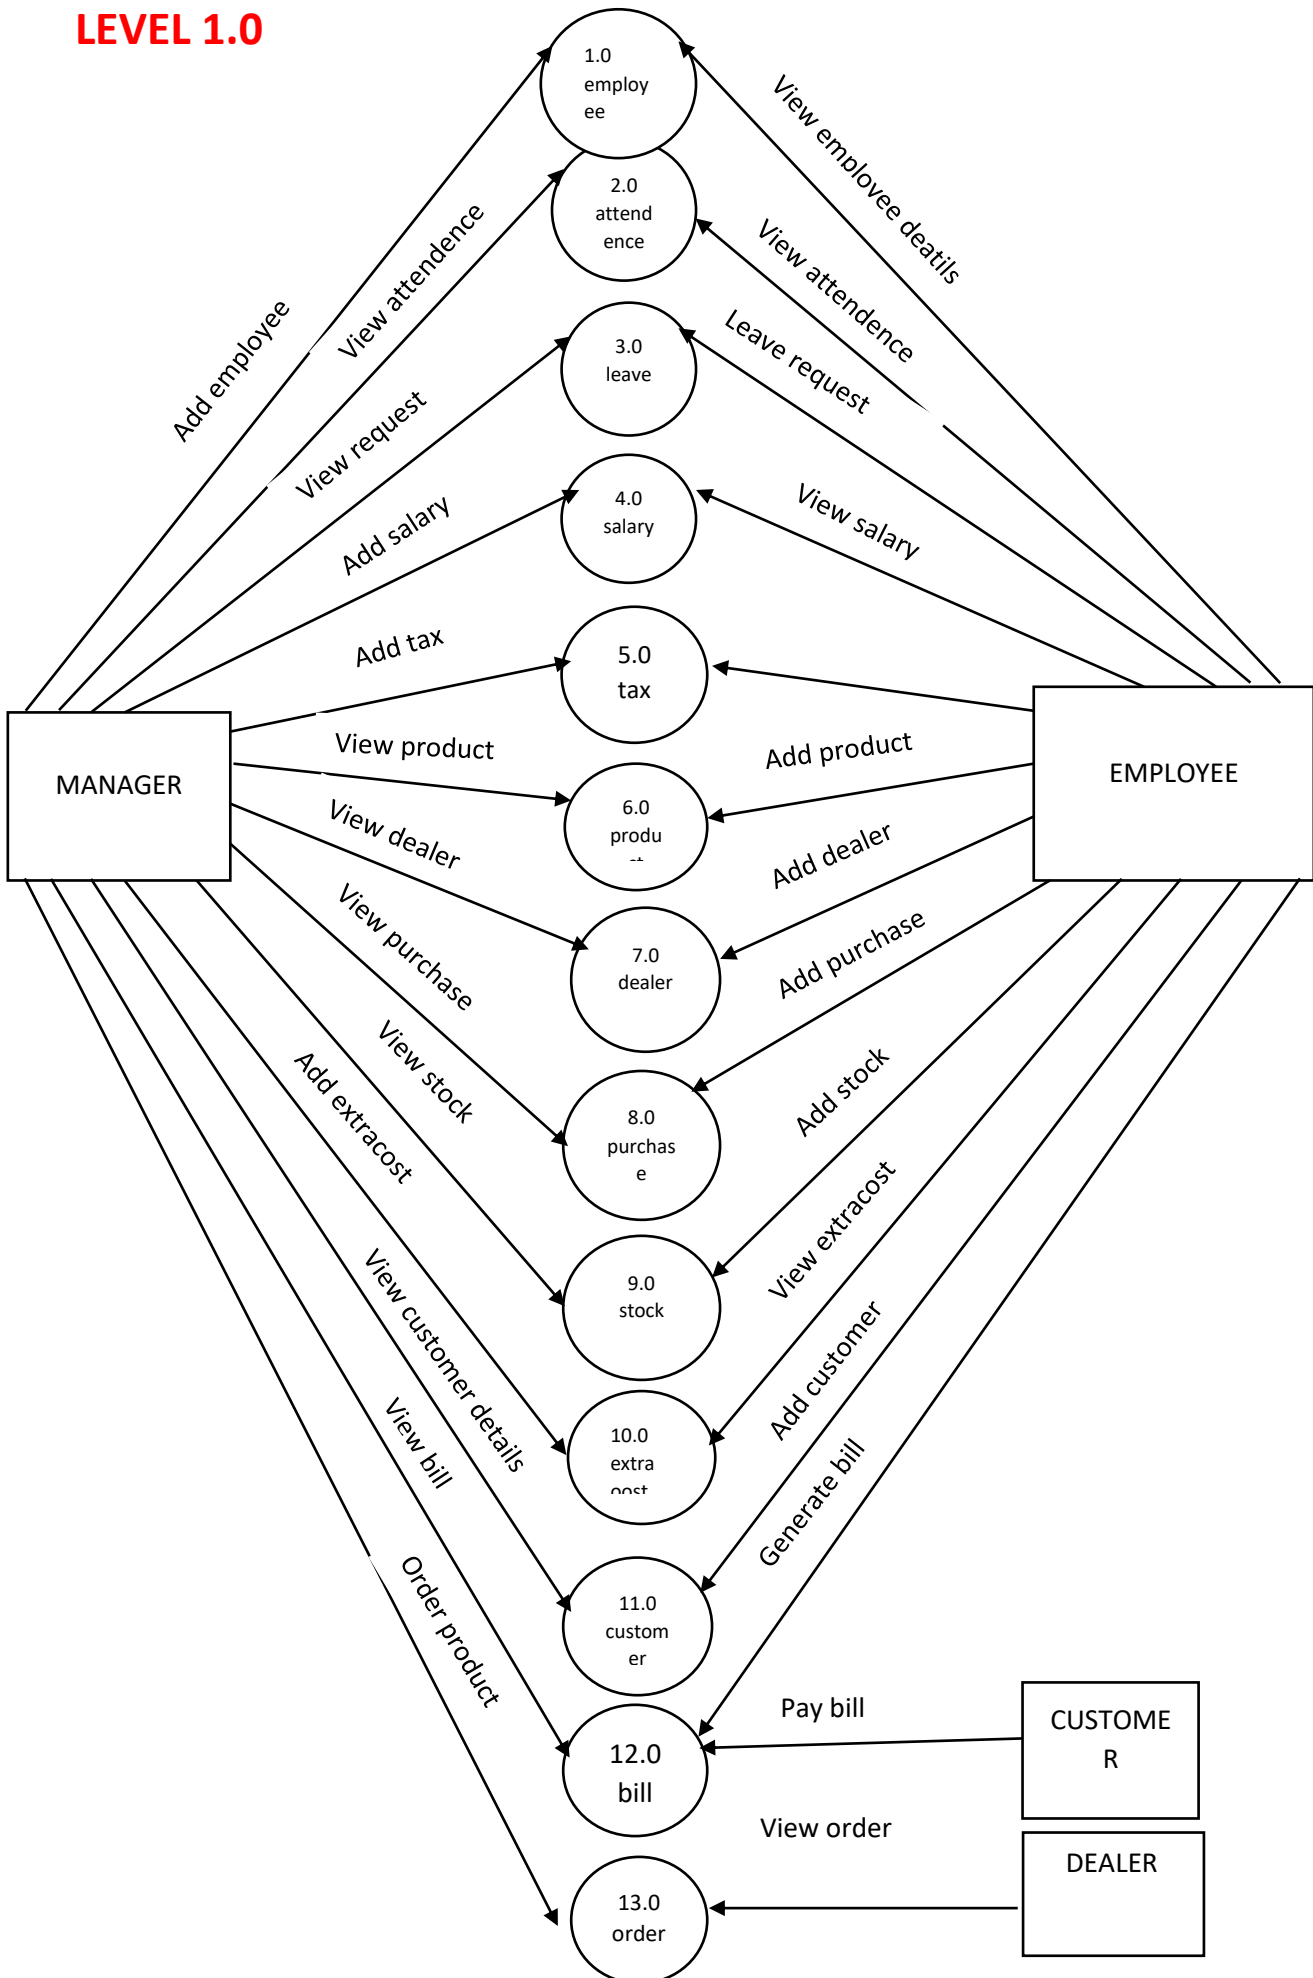 LEVEL 1.0
1.0
employ
ee
View employee deatils
2.0
attend
ence
View attendence
View attendence
Add employee
3.0
leave
Leave request
View request
4.0
salary
Add salary
View salary
5.0
tax
Add tax
MANAGER
EMPLOYEE
View product
Add product
6.0
produ
View dealer
Add dealer
7.0
dealer
View purchase
Add purchase
8.0
purchas
e
View stock
Add stock
9.0
stock
Add extracost
View extracost
10.0
extra
View customer details
Add customer
11.0
custom
er
View bill
Generate bill
12.0
bill
Pay bill
CUSTOME
R
Order product
View order
DEALER
13.0
order